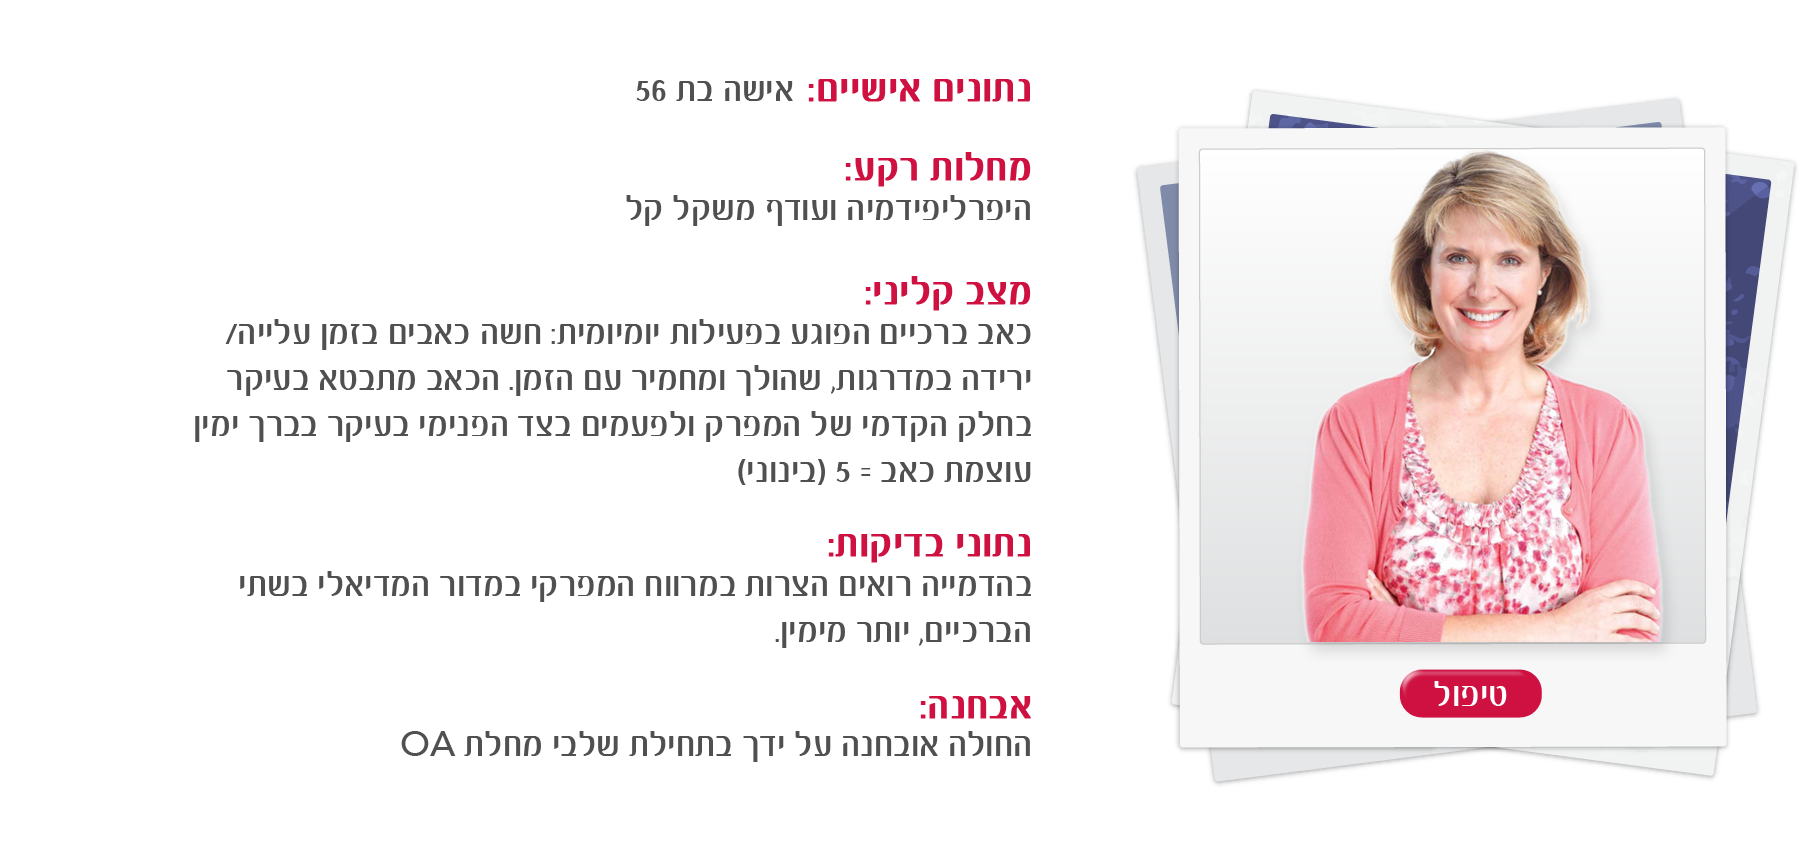 נתונים אישיים: אישה בת 56
מחלות רקע:
היפרליפידמיה ועודף משקל קל
מצב קליני:
כאב ברכיים הפוגע בפעילות יומיומית: חשה כאבים בזמן עלייה/
ירידה במדרגות, שהולך ומחמיר עם הזמן. הכאב מתבטא בעיקר
בחלק הקדמי של המפרק ולפעמים בצד הפנימי בעיקר בברך ימין
עוצמת כאב = 5 (בינוני)
נתוני בדיקות:
בהדמייה רואים הצרות במרווח המפרקי במדור המדיאלי בשתי
הברכיים, יותר מימין.
אבחנה:
החולה אובחנה על ידך בתחילת שלבי מחלת OA
טיפול